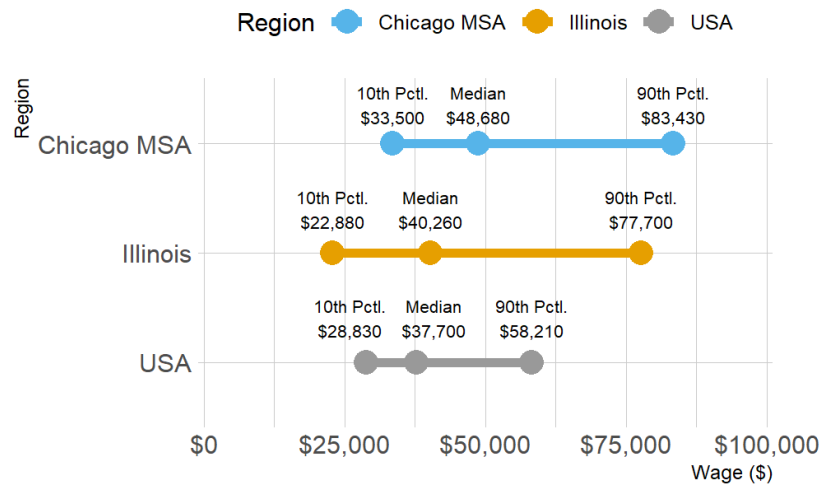 Region Chicago MSA Illinois USA
Region
10th Pctl. Median 90th Pctl.
$33,500 $48,680 $83,430
Chicago MSA
10th Pctl. Median 90th Pctl.
$22,880 $40,260 $77,700
Illinois
10th Pctl. Median 90th Pctl.
$28,830 $37,700 $58,210
USA
$0 $25,000 $50,000 $75,000 $100,000
Wage ($)